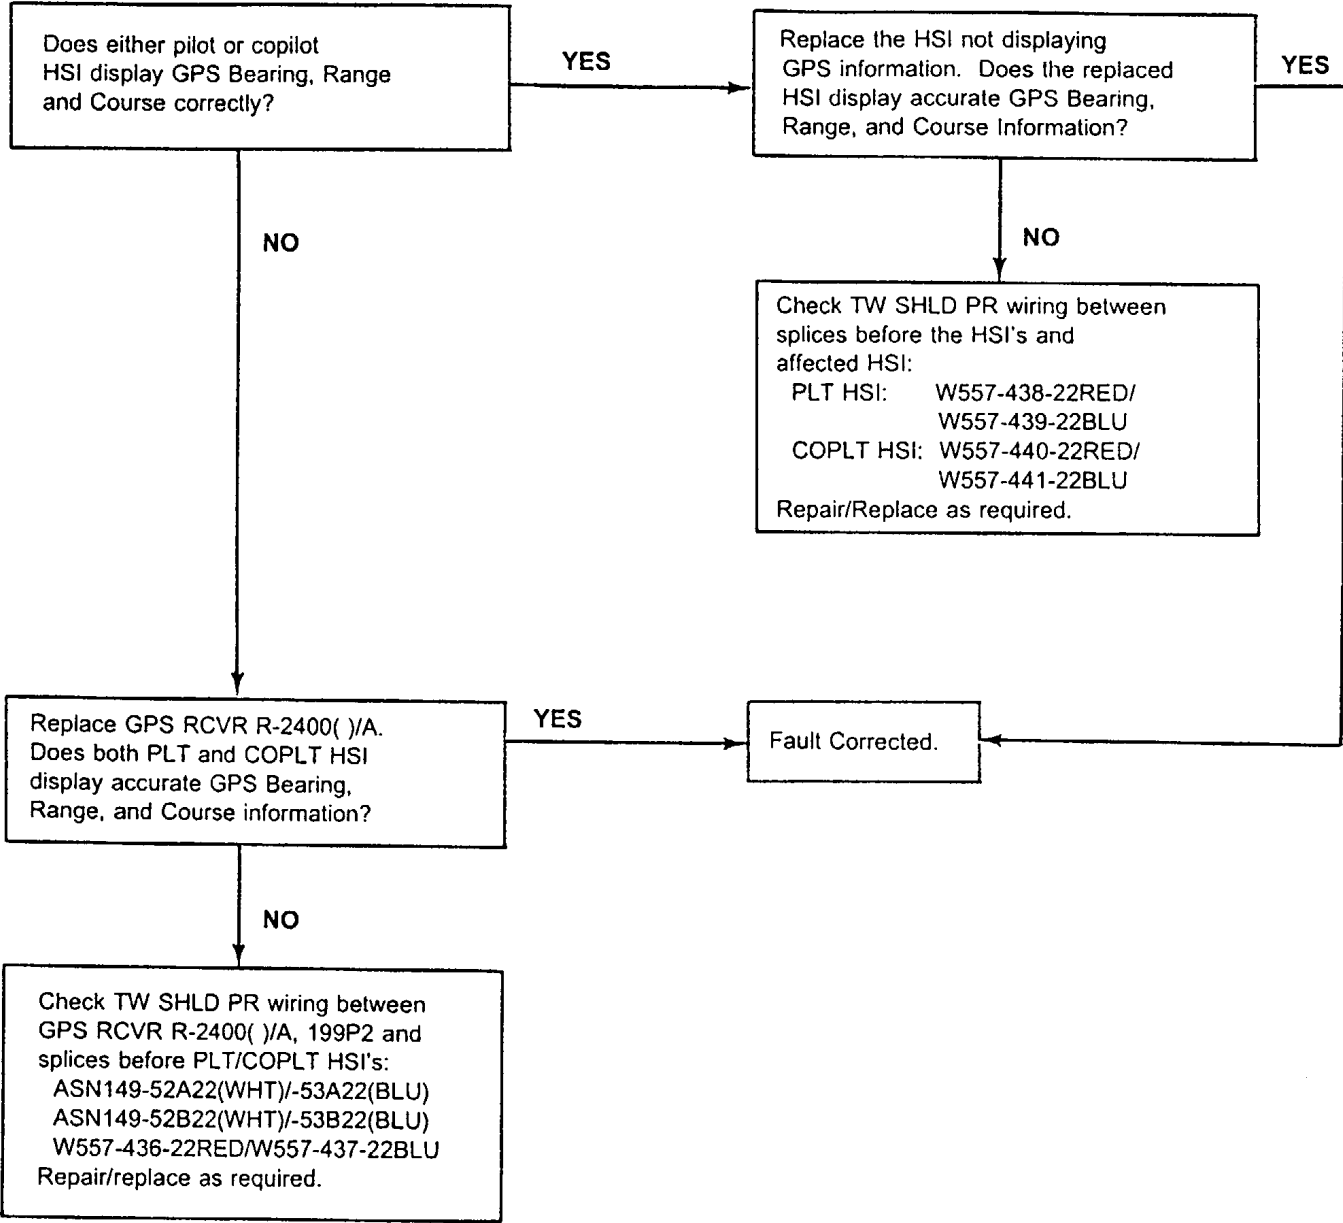 Does either pilot or copilot
HSI display GPS Bearing, Range
and Course correctly?
YES
Replace the HSI not displaying
GPS information. Does the replaced
HSI display accurate GPS Bearing,
Range, and Course Information?
YES
NO
NO
Check TW SHLD PR wiring between
splices before the HSI's and
affected HSI:
PLT HSI: W557-438-22RED/
W557-439-22BLU
COPLT HSI: W557-440-22RED/
W557-441-22BLU
Repair/Replace as required.
Replace GPS RCVR R-2400( )/A.
Does both PLT and COPLT HSI
display accurate GPS Bearing,
Range, and Course information?
YES
Fault Corrected.
NO
Check TW SHLD PR wiring between
GPS RCVR R-2400( )/A, 199P2 and
splices before PLT/COPLT HSI's:
ASN149-52A22(WHT)/-53A22(BLU)
ASN149-52B22(WHT)/-53B22(BLU)
W557-436-22RED/W557-437-22BLU
Repair/replace as required.